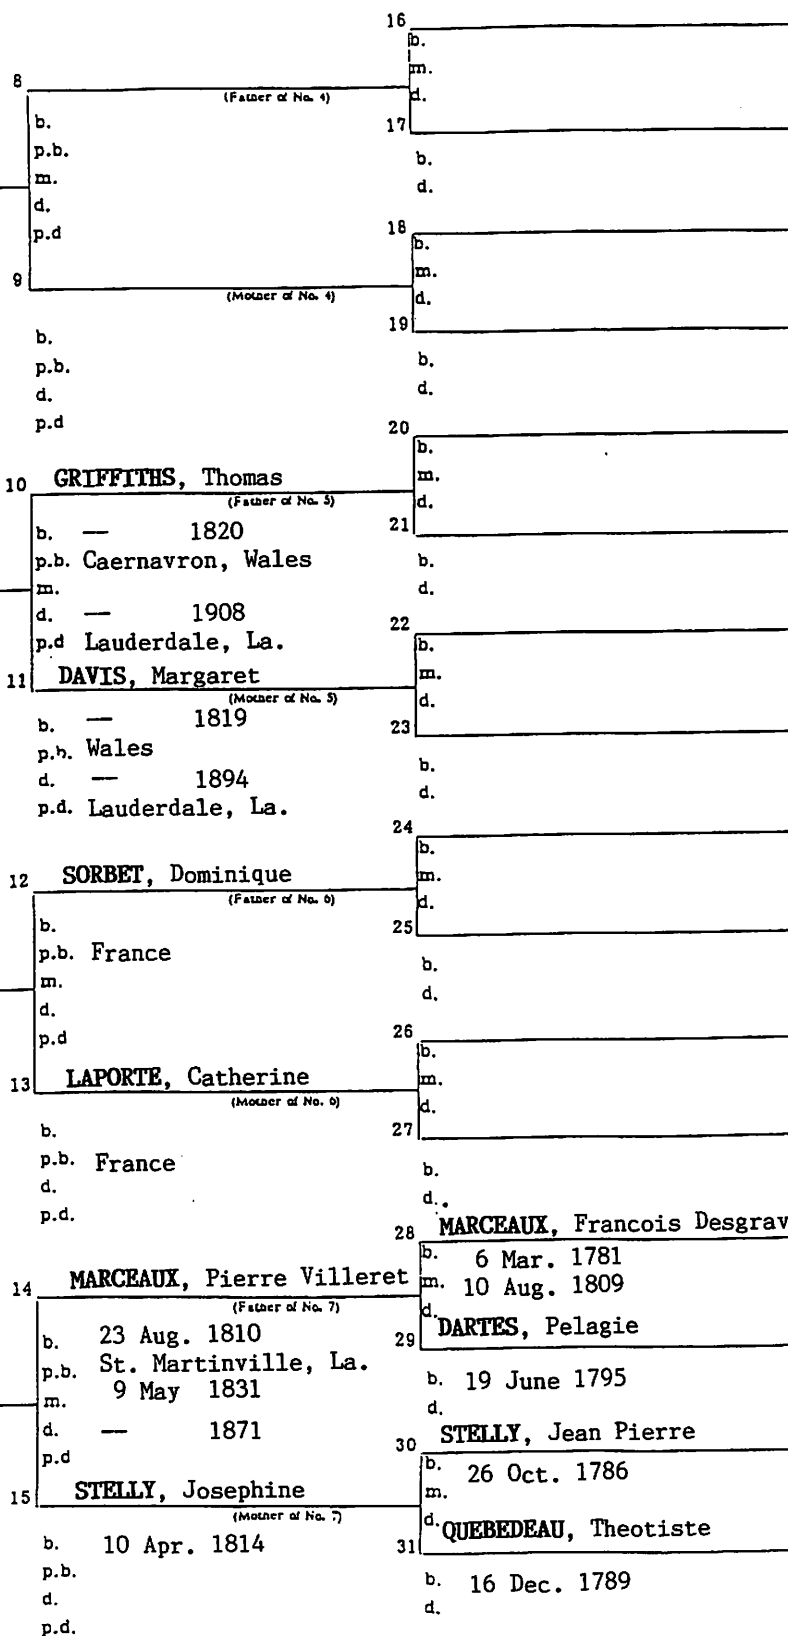 8
(Father of No. 4)
b.
p.b.
m.
d.
p.d
9
(Mother of No. 4)
b.
p.b.
d.
p.d
10 GRIFFITHS, Thomas
(Father of No. 5)
b. — 1820
p.b. Caernavron, Wales
m.
d. — 1908
p.d Lauderdale, La.
11 DAVIS, Margaret
(Mother of No. 5)
b. — 1819
p.b. Wales
d. — 1894
p.d. Lauderdale, La.
12 SORBET, Dominique
(Father of No. 6)
b.
p.b. France
m.
d.
p.d
13 LAPORTE, Catherine
(Mother of No. 6)
b.
p.b. France
d.
p.d.
14 MARCEAUX, Pierre Villeret
(Father of No. 7)
b. 23 Aug. 1810
p.b. St. Martinville, La.
m. 9 May 1831
d. — 1871
p.d
15 STELLY, Josephine
(Mother of No. 7)
b. 10 Apr. 1814
p.b.
d.
p.d.
16
b.
m.
d.
17
b.
d.
18
b.
m.
d.
19
b.
d.
20
b.
m.
d.
21
b.
d.
22
b.
m.
d.
23
b.
d.
24
b.
m.
d.
25
b.
d.
26
b.
m.
d.
27
b.
d.
28 MARCEAUX, Francois Desgrav
b. 6 Mar. 1781
m. 10 Aug. 1809
d.
29 DARTES, Pelagie
b. 19 June 1795
d.
30 STELLY, Jean Pierre
b. 26 Oct. 1786
m.
d.
31 QUEBEDEAU, Theotiste
b. 16 Dec. 1789
d.